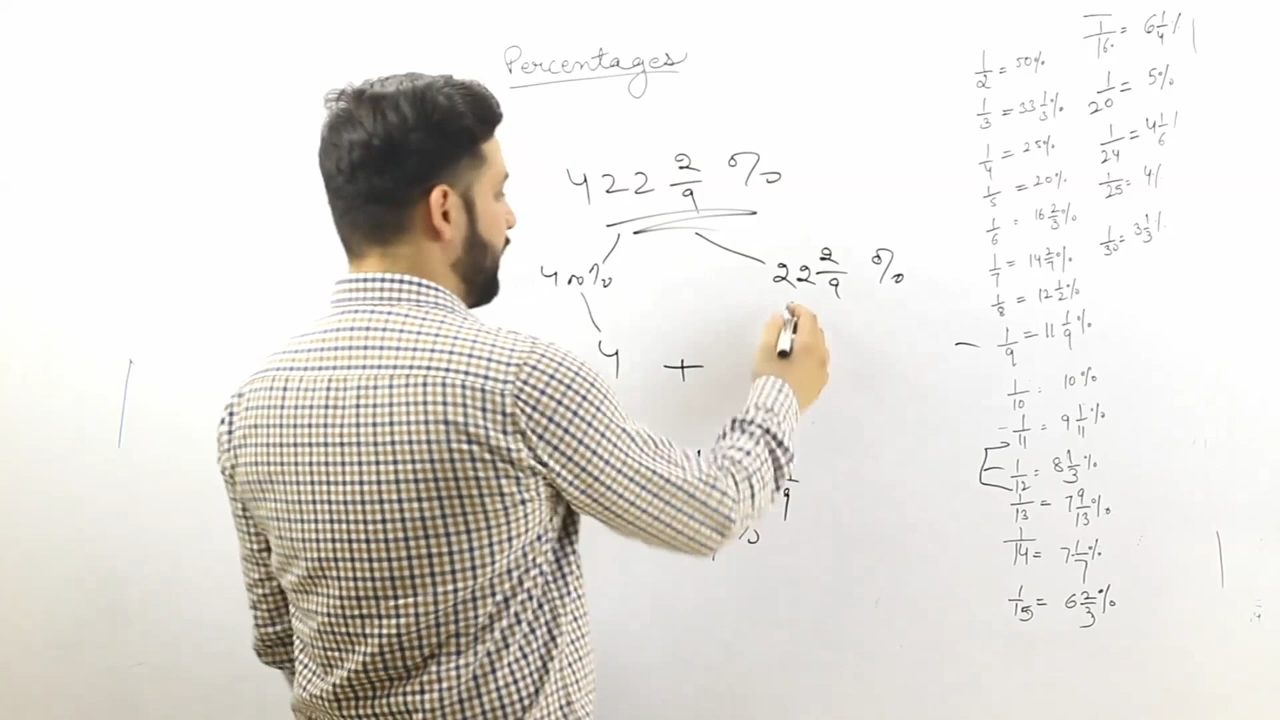 Percentages
422 2/9 %
400%
22 2/9 %
4 +
9
1/2 = 50%
1/3 = 33 1/3%
1/4 = 25%
1/5 = 20%
1/6 = 16 2/3%
1/7 = 14 2/7%
1/8 = 12 1/2%
– 1/9 = 11 1/9%
1/10 = 10%
- 1/11 = 9 1/11%
1/12 = 8 1/3%
1/13 = 7 9/13%
1/14 = 7 1/7%
1/15 = 6 2/3%
1/16 = 6 1/4%
1/20 = 5%
1/24 = 4 1/6
1/25 = 4%
1/30 = 3 1/3%